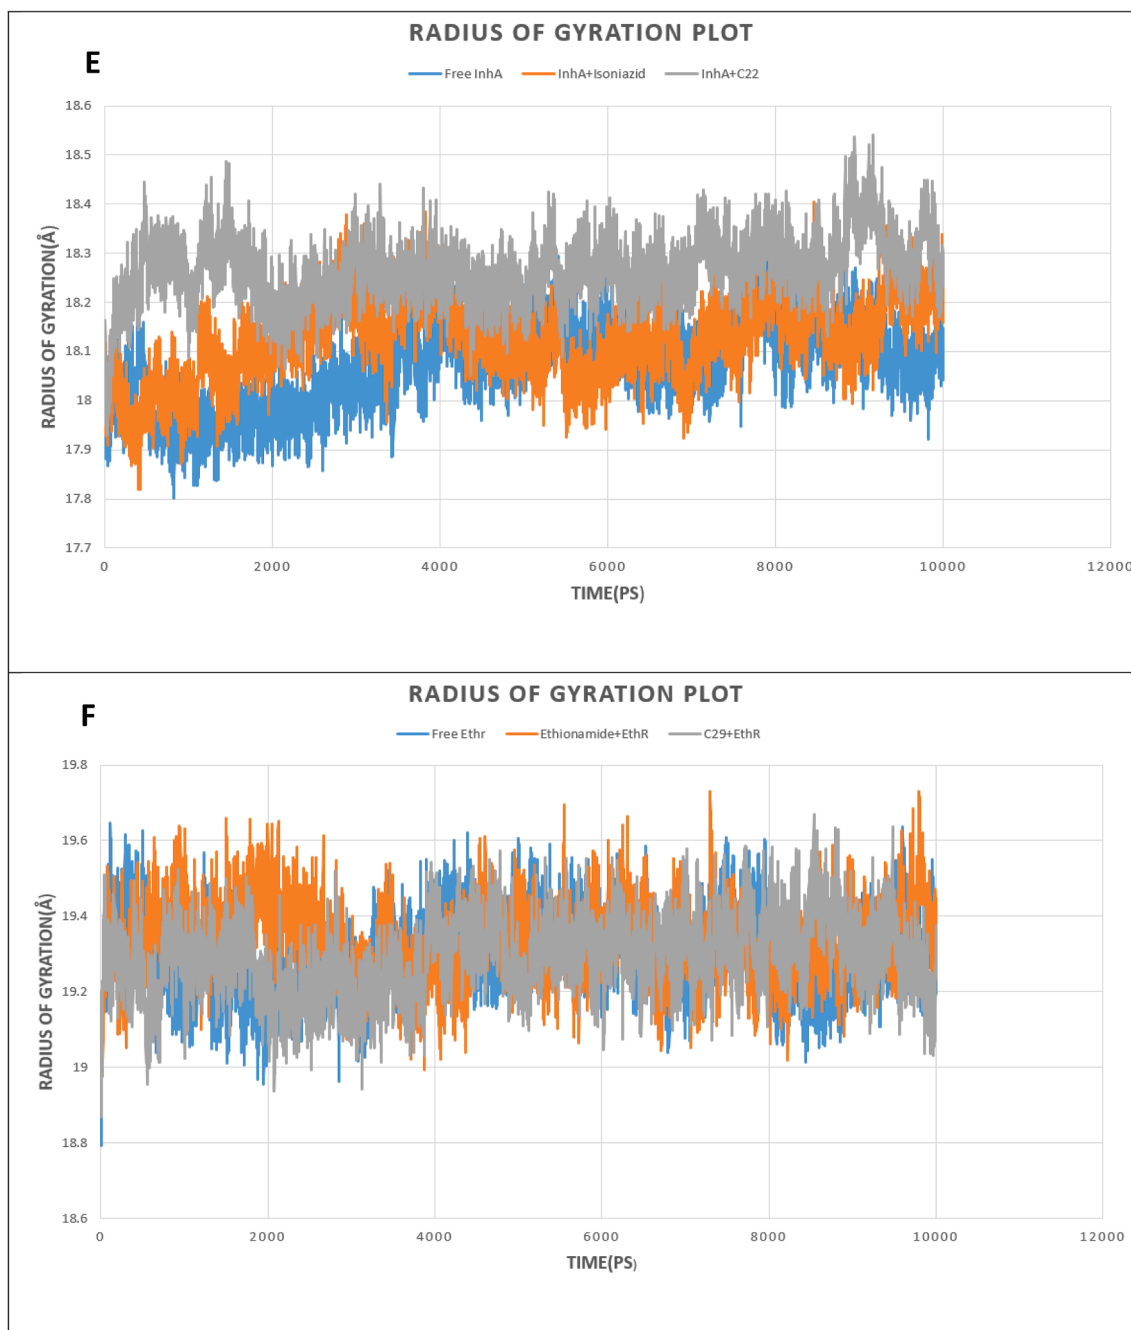 RADIUS OF GYRATION PLOT
E
Free InhA InhA+Isoniazid InhA+C22
18.6
18.5
18.4
18.3
18.2
18.1
18
17.9
17.8
17.7
RADIUS OF GYRATION(Å)
0 2000 4000 6000 8000 10000 12000
TIME(PS)
RADIUS OF GYRATION PLOT
F
Free Ethr Ethionamide+EthR C29+EthR
19.8
19.6
19.4
19.2
19
18.8
18.6
RADIUS OF GYRATION(Å)
0 2000 4000 6000 8000 10000 12000
TIME(PS)